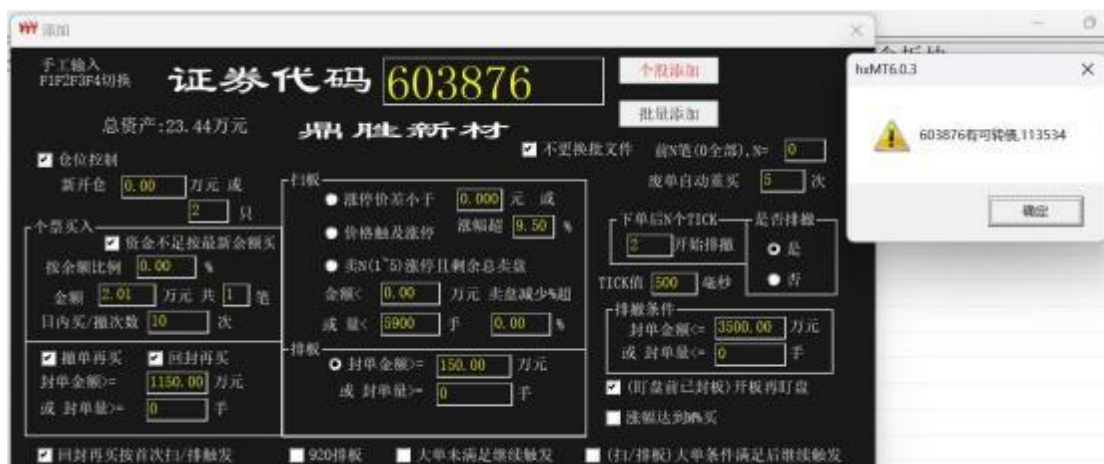 添加
手工输入
F1F2F3F4切换
证券代码
603876
个股添加
批量添加
总资产:23.44万元
鼎胜新材
不更换批文件
前N笔(0全部),N= 0
仓位控制
新开仓 0.00 万元 或
2 只
废单自动重买 5 次
扫板
涨停价差小于 0.000 元 或
价格触及涨停 涨幅超 9.50 %
卖N(1~5)涨停且剩余总卖盘
金额< 0.00 万元 卖盘减少%超
或 量< 5900 手 0.00 %
个票买入
资金不足按最新金额买
按金额比例 0.00 %
金额 2.01 万元 共 1 笔
日内买/撤次数 10 次
下单后N个TICK
2 开始排撤
是否排撤
是
否
TICK值 500 毫秒
排撤条件
封单金额<= 3500.00 万元
或 封单量<= 0 手
撤单再买 回封再买
封单金额>= 1150.00 万元
或 封单量>= 0 手
排板
封单金额>= 150.00 万元
或 封单量>= 0 手
(盯盘前已封板)开板再盯盘
涨幅达到M%买
回封再买按首次扫/排触发
920排板
大单未满足继续触发
(扫/排板)大单条件满足后继续触发
hxMT6.0.3
603876有可转债,113534
确定